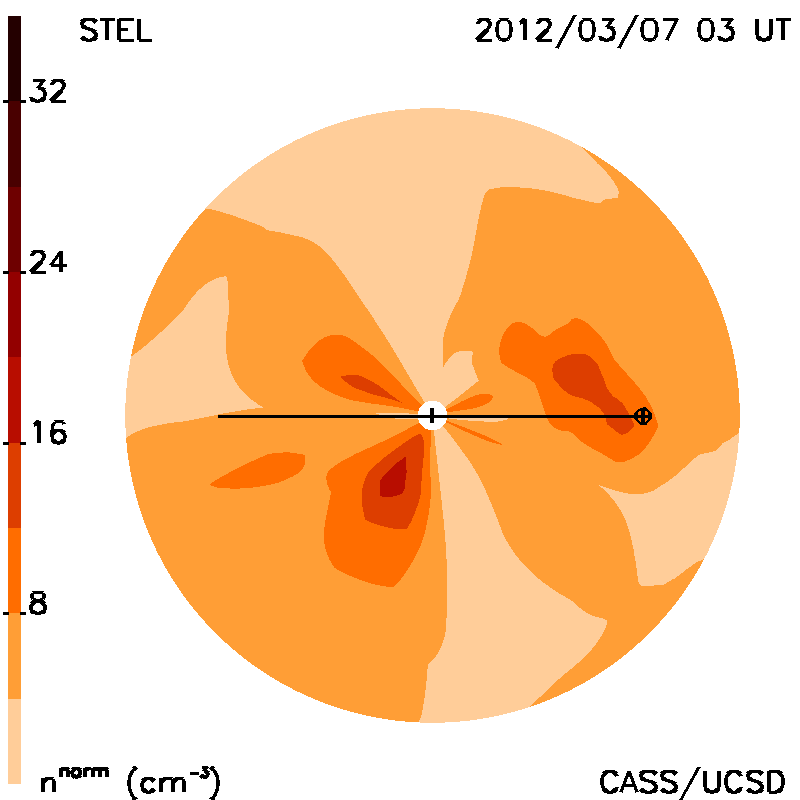 STEL
2012/03/07 03 UT
32
24
16
8
n^norm (cm^-3)
CASS/UCSD